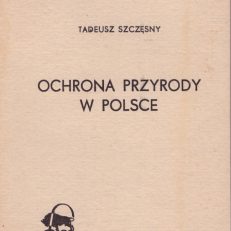 TADEUSZ SZCZĘSNY
OCHRONA PRZYRODY
W POLSCE